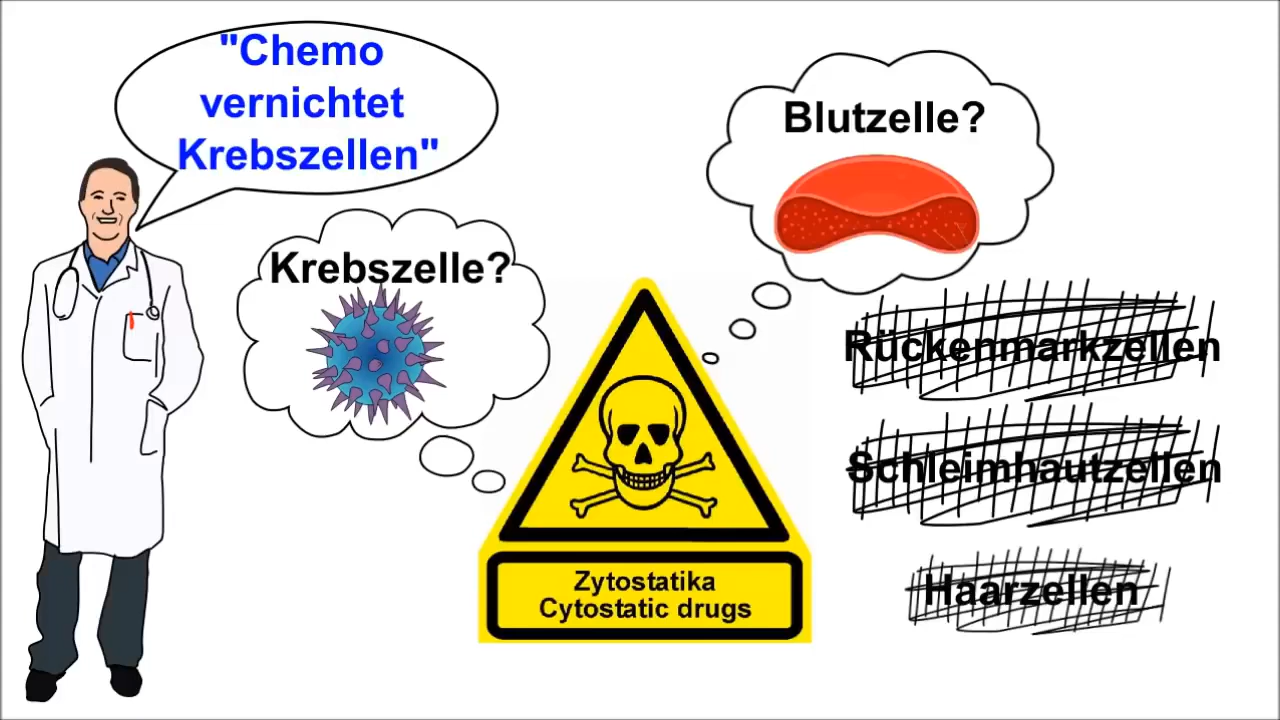 "Chemo
vernichtet
Krebszellen"
Krebszelle?
Blutzelle?
Rückenmarkzellen
Schleimhautzellen
Haarzellen
Zytostatika
Cytostatic drugs